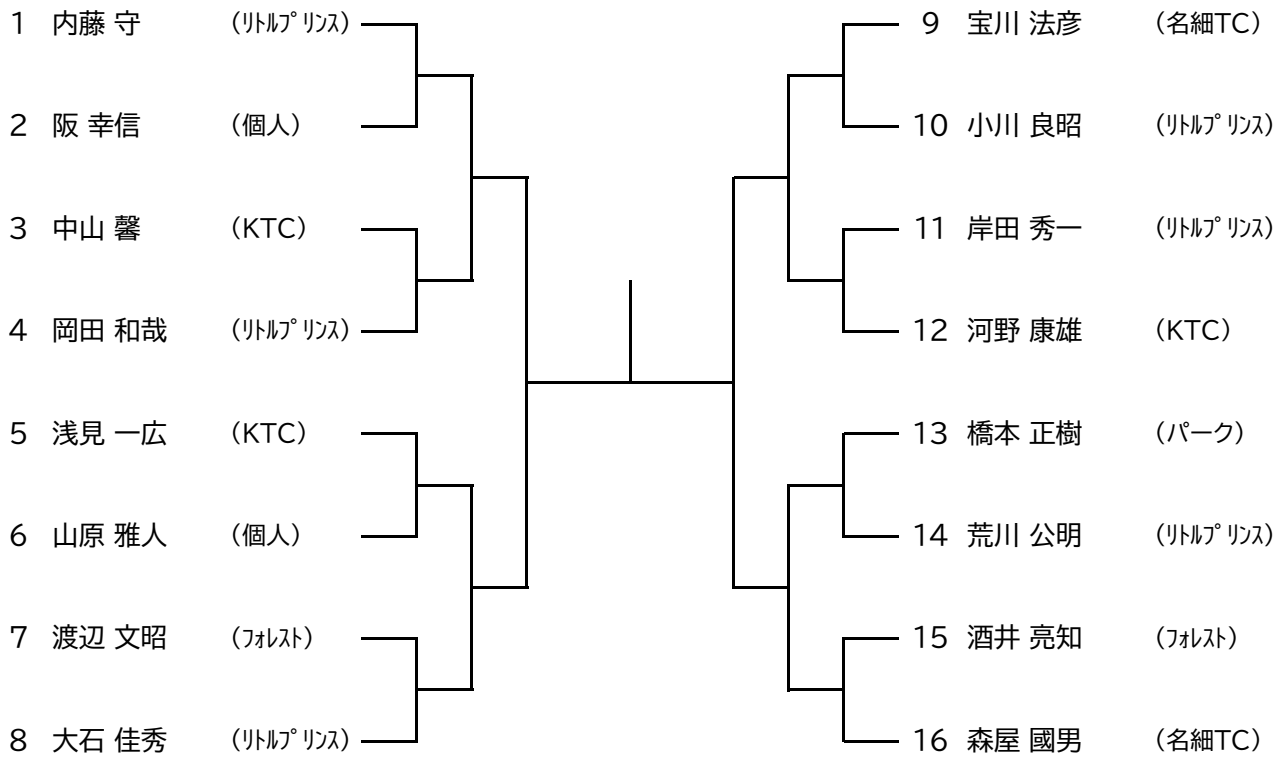 1 内藤 守 (ﾘﾄﾙﾌﾟﾘﾝｽ)
2 阪 幸信 (個人)
3 中山 馨 (KTC)
4 岡田 和哉 (ﾘﾄﾙﾌﾟﾘﾝｽ)
5 浅見 一広 (KTC)
6 山原 雅人 (個人)
7 渡辺 文昭 (ﾌｫﾚｽﾄ)
8 大石 佳秀 (ﾘﾄﾙﾌﾟﾘﾝｽ)
9 宝川 法彦 (名細TC)
10 小川 良昭 (ﾘﾄﾙﾌﾟﾘﾝｽ)
11 岸田 秀一 (ﾘﾄﾙﾌﾟﾘﾝｽ)
12 河野 康雄 (KTC)
13 橋本 正樹 (パーク)
14 荒川 公明 (ﾘﾄﾙﾌﾟﾘﾝｽ)
15 酒井 亮知 (ﾌｫﾚｽﾄ)
16 森屋 國男 (名細TC)